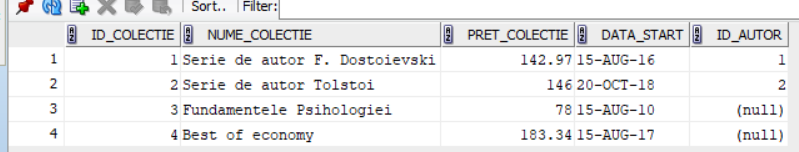 Sort.. Filter:
ID_COLECTIE NUME_COLECTIE PRET_COLECTIE DATA_START ID_AUTOR
1 1 Serie de autor F. Dostoievski 142.97 15-AUG-16 1
2 2 Serie de autor Tolstoi 146 20-OCT-18 2
3 3 Fundamentele Psihologiei 78 15-AUG-10 (null)
4 4 Best of economy 183.34 15-AUG-17 (null)